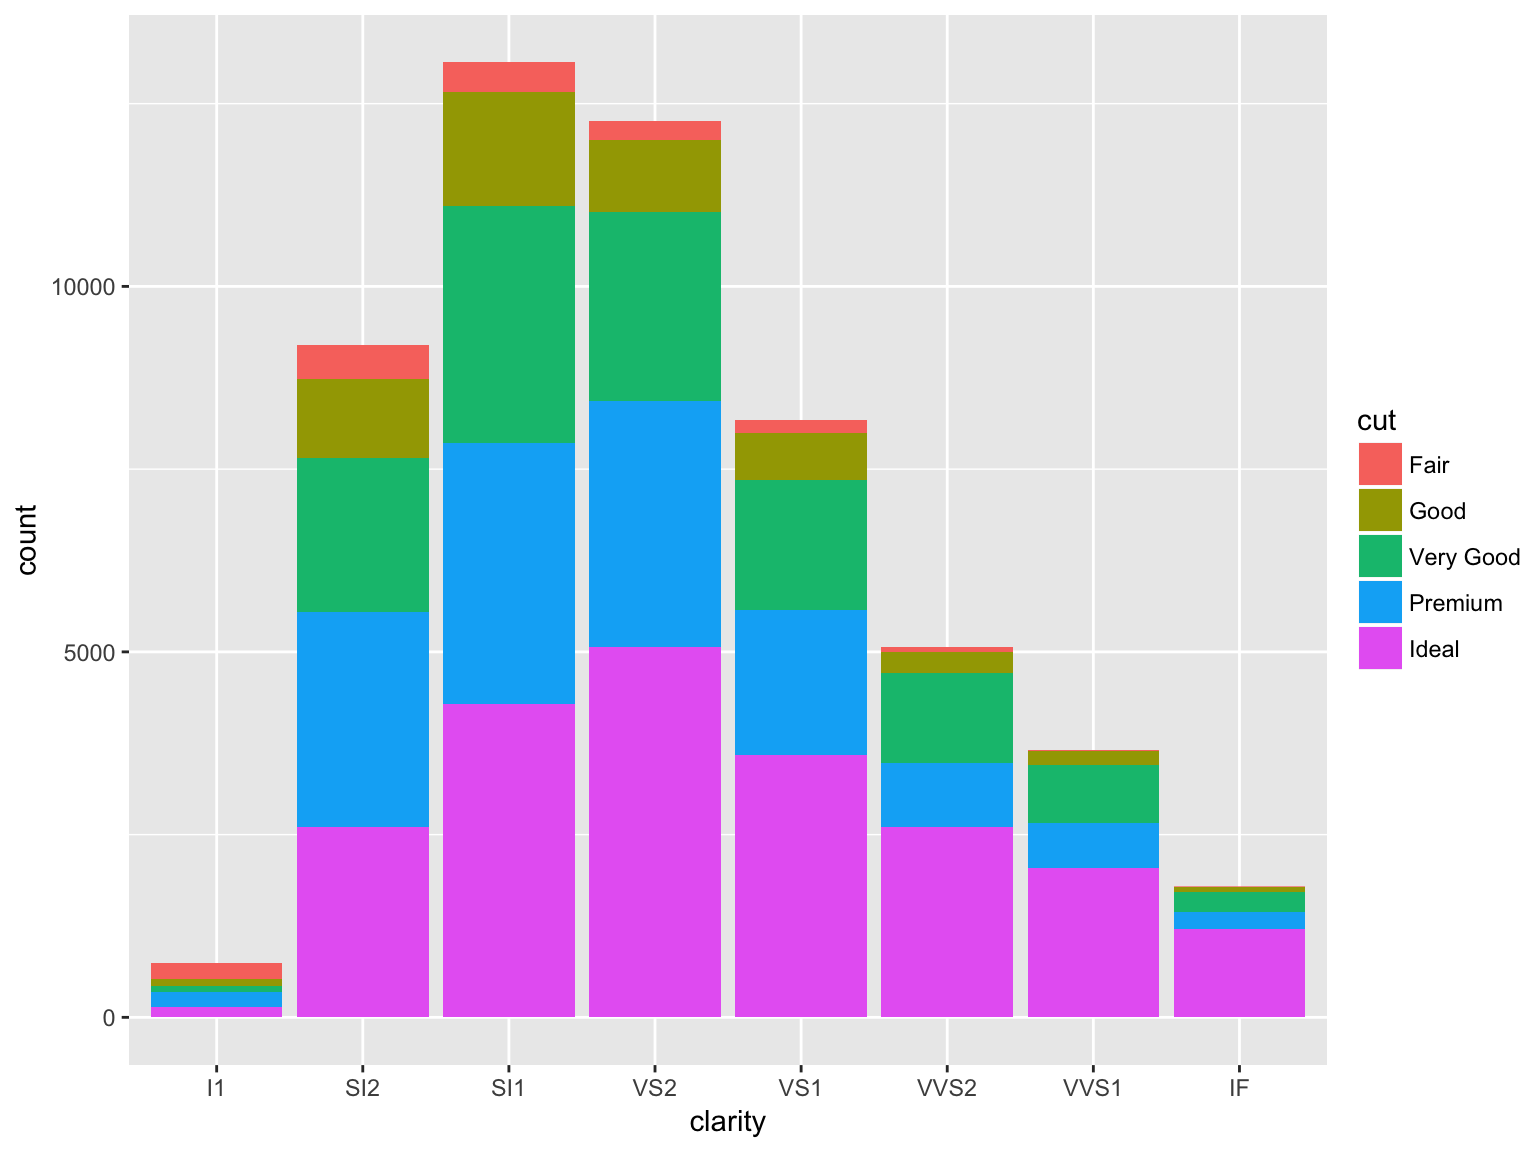 count
10000
5000
0
I1
SI2
SI1
VS2
VS1
VVS2
VVS1
IF
clarity
cut
Fair
Good
Very Good
Premium
Ideal